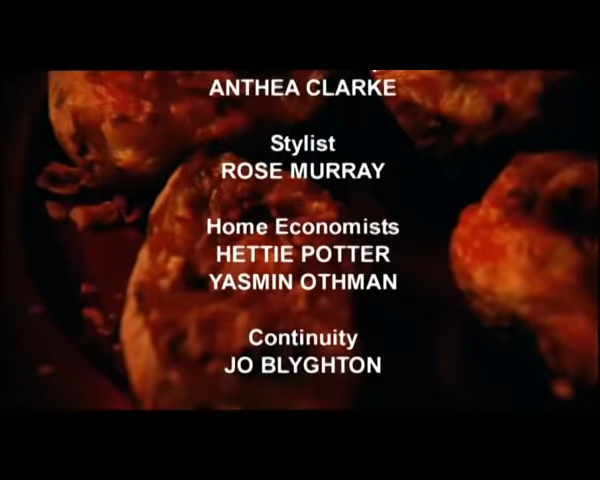 ANTHEA CLARKE
Stylist
ROSE MURRAY
Home Economists
HETTIE POTTER
YASMIN OTHMAN
Continuity
JO BLYGHTON